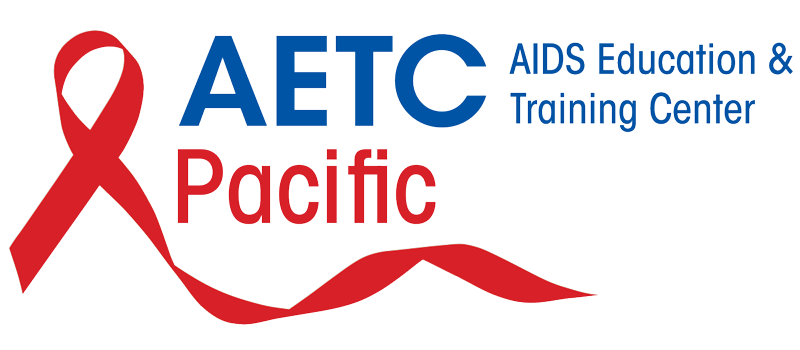 AETC
AIDS Education &
Training Center
Pacific